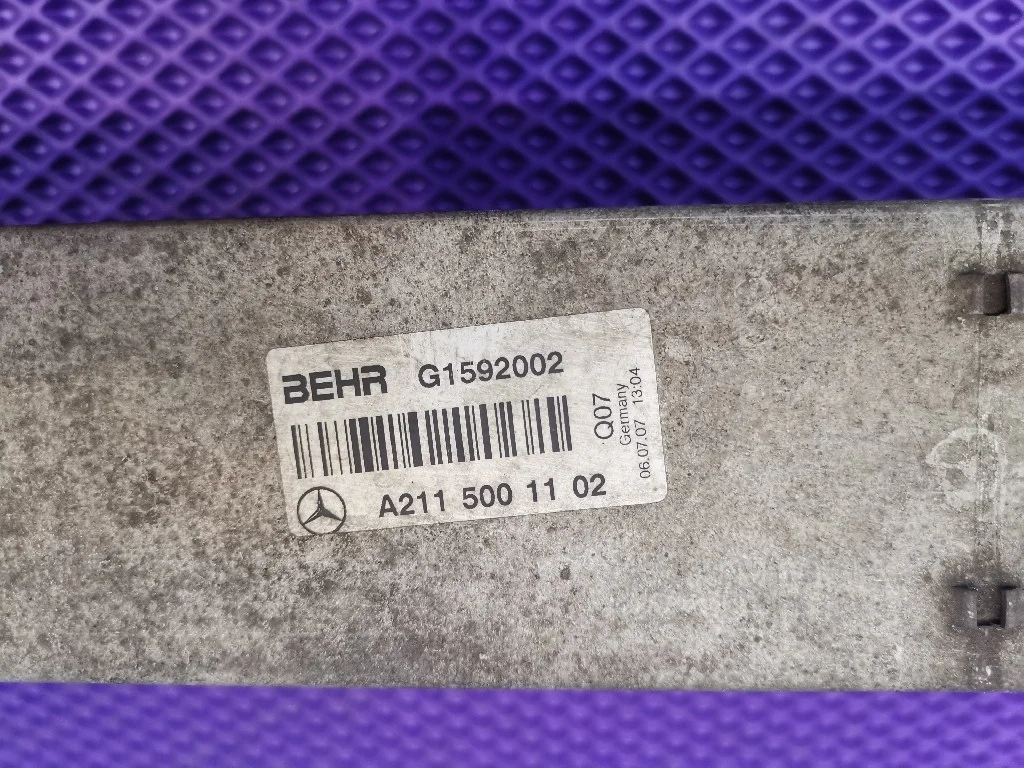 BEHR G1592002
A211 500 11 02
Q07
Germany
06.07.07 13:04